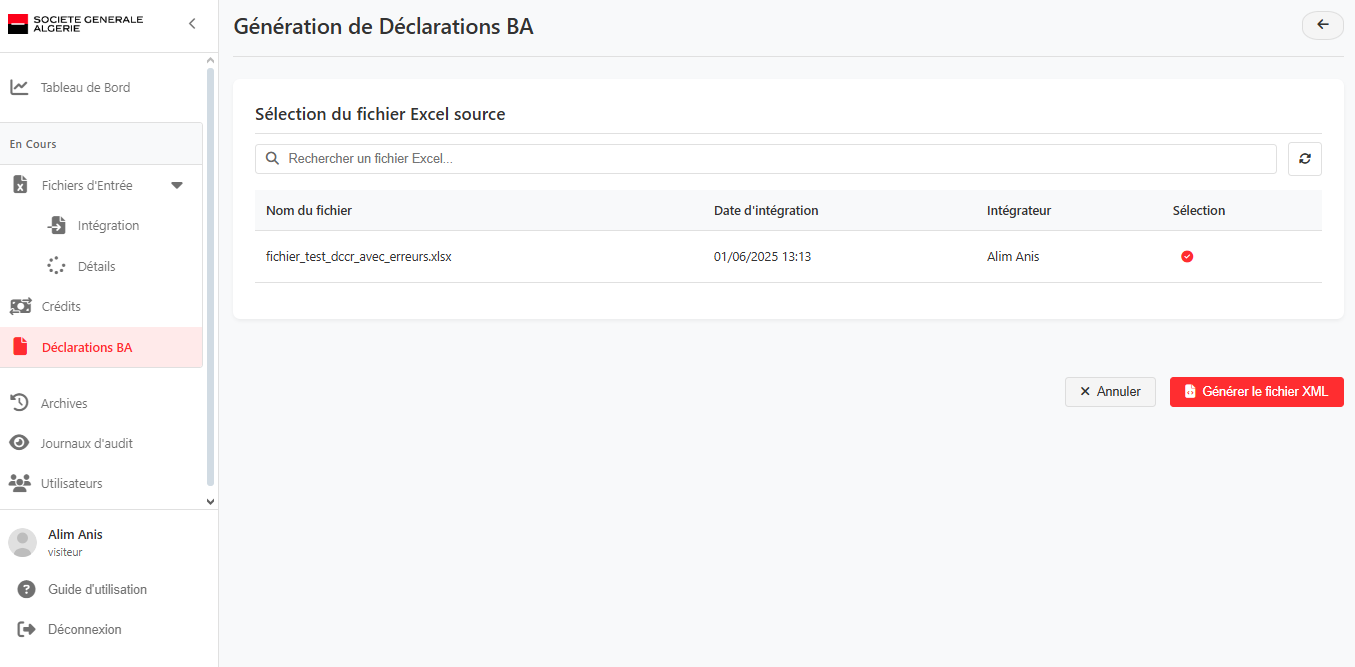 SOCIETE GENERALE
ALGERIE
Tableau de Bord
En Cours
Fichiers d'Entrée
Intégration
Détails
Crédits
Déclarations BA
Archives
Journaux d'audit
Utilisateurs
Alim Anis
visiteur
Guide d'utilisation
Déconnexion
Génération de Déclarations BA
Sélection du fichier Excel source
Rechercher un fichier Excel...
Nom du fichier Date d'intégration Intégrateur Sélection
fichier_test_dccr_avec_erreurs.xlsx 01/06/2025 13:13 Alim Anis
Annuler Générer le fichier XML